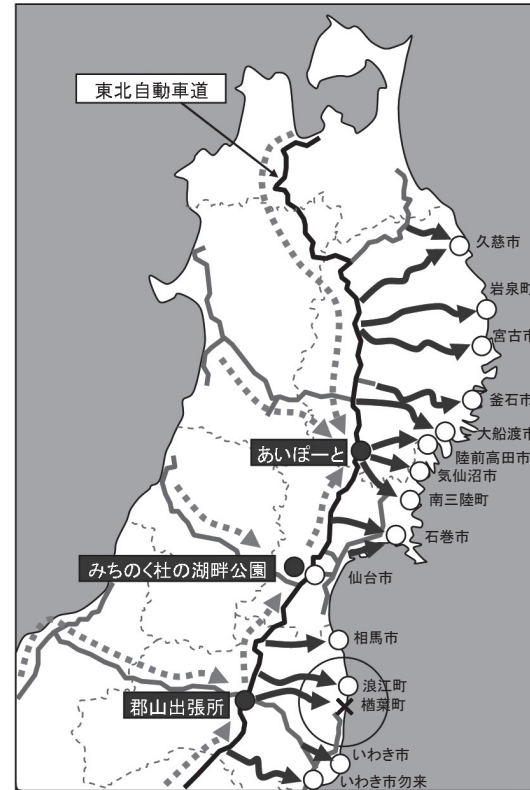 東北自動車道
久慈市
岩泉町
宮古市
釜石市
大船渡市
あいぽーと
陸前高田市
気仙沼市
南三陸町
石巻市
みちのく杜の湖畔公園
仙台市
相馬市
浪江町
楢葉町
郡山出張所
いわき市
いわき市勿来